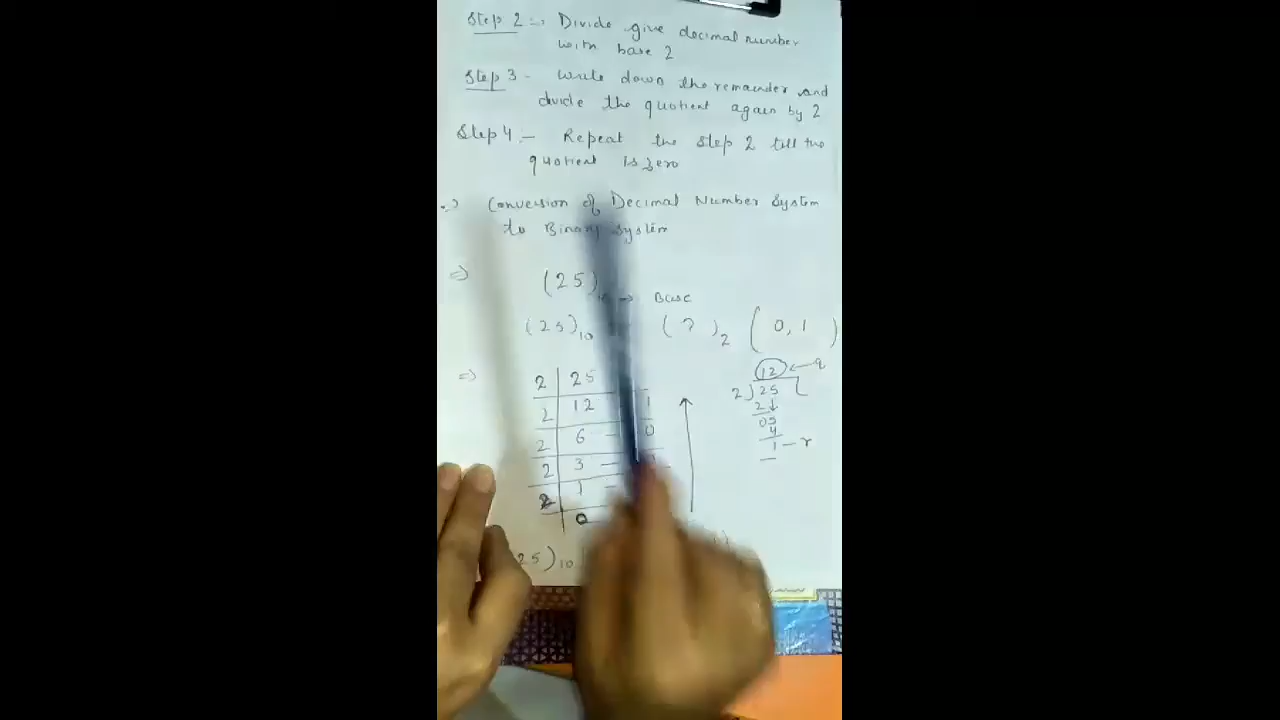 Step 2 :- Divide give decimal number
with base 2
Step 3 - Write down the remainder and
divide the quotient again by 2
Step 4 - Repeat the step 2 till the
quotient is zero
Conversion of Decimal Number System
to Binary System
⇒ (25) → Base
(25)10 ( ? )2 ( 0, 1 )
⇒ 2 25
2 12 - 1
2 6 - 0
2 3 -
2 1 -
0
12 ← q
2 ) 25
2 ↓
05
4
1 - r
25)10